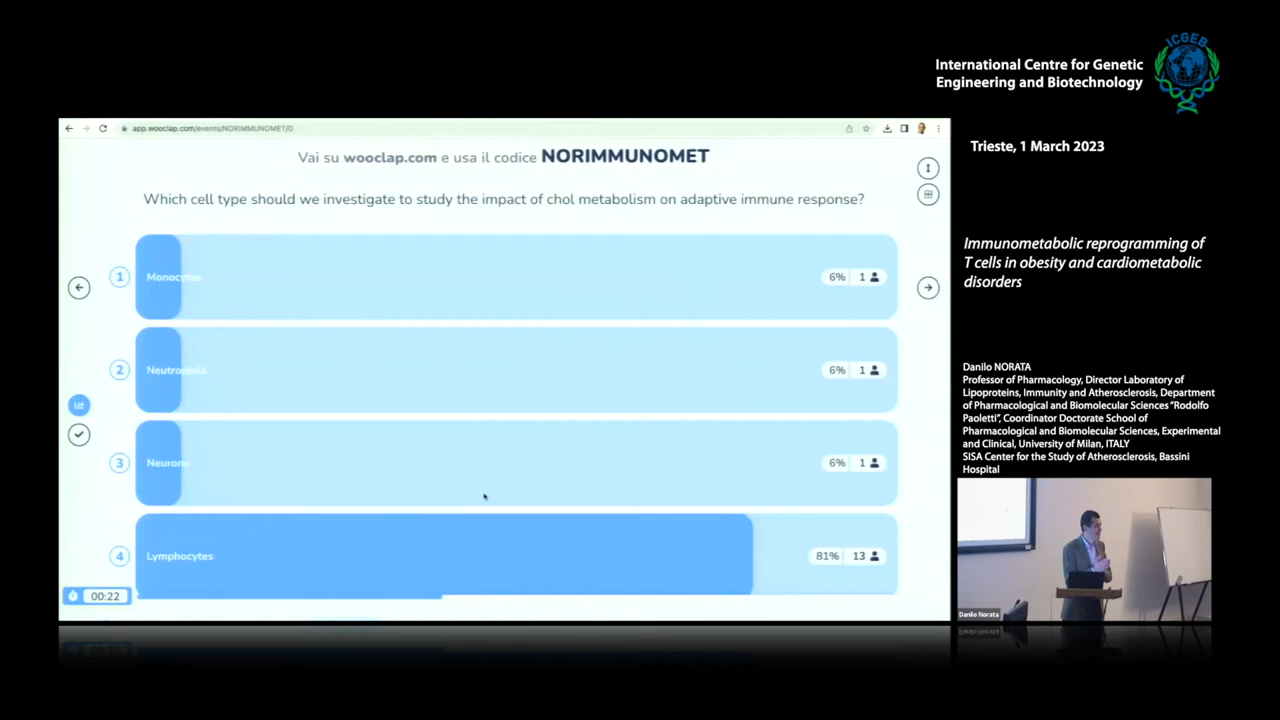 ICGEB
International Centre for Genetic
Engineering and Biotechnology
Trieste, 1 March 2023
Immunometabolic reprogramming of
T cells in obesity and cardiometabolic
disorders
Danilo NORATA
Professor of Pharmacology, Director Laboratory of
Lipoproteins, Immunity and Atherosclerosis, Department
of Pharmacological and Biomolecular Sciences “Rodolfo
Paoletti”, Coordinator Doctorate School of
Pharmacological and Biomolecular Sciences, Experimental
and Clinical, University of Milan, ITALY
SISA Center for the Study of Atherosclerosis, Bassini
Hospital
Danilo Norata
app.wooclap.com/events/NORIMMUNOMET/0
Vai su wooclap.com e usa il codice NORIMMUNOMET
Which cell type should we investigate to study the impact of chol metabolism on adaptive immune response?
1 Monocytes 6% 1
2 Neutrophils 6% 1
3 Neurons 6% 1
4 Lymphocytes 81% 13
00:22